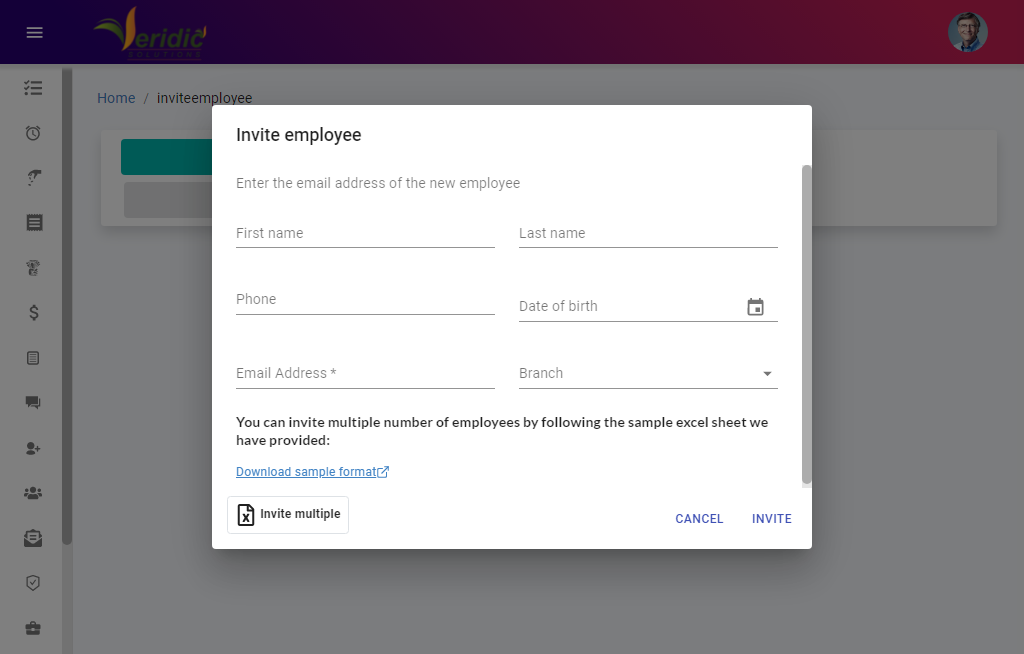 Veridic
SOLUTIONS
Home / inviteemployee
Invite employee
Enter the email address of the new employee
First name
Last name
Phone
Date of birth
Email Address *
Branch
You can invite multiple number of employees by following the sample excel sheet we
have provided:
Download sample format
Invite multiple
CANCEL
INVITE